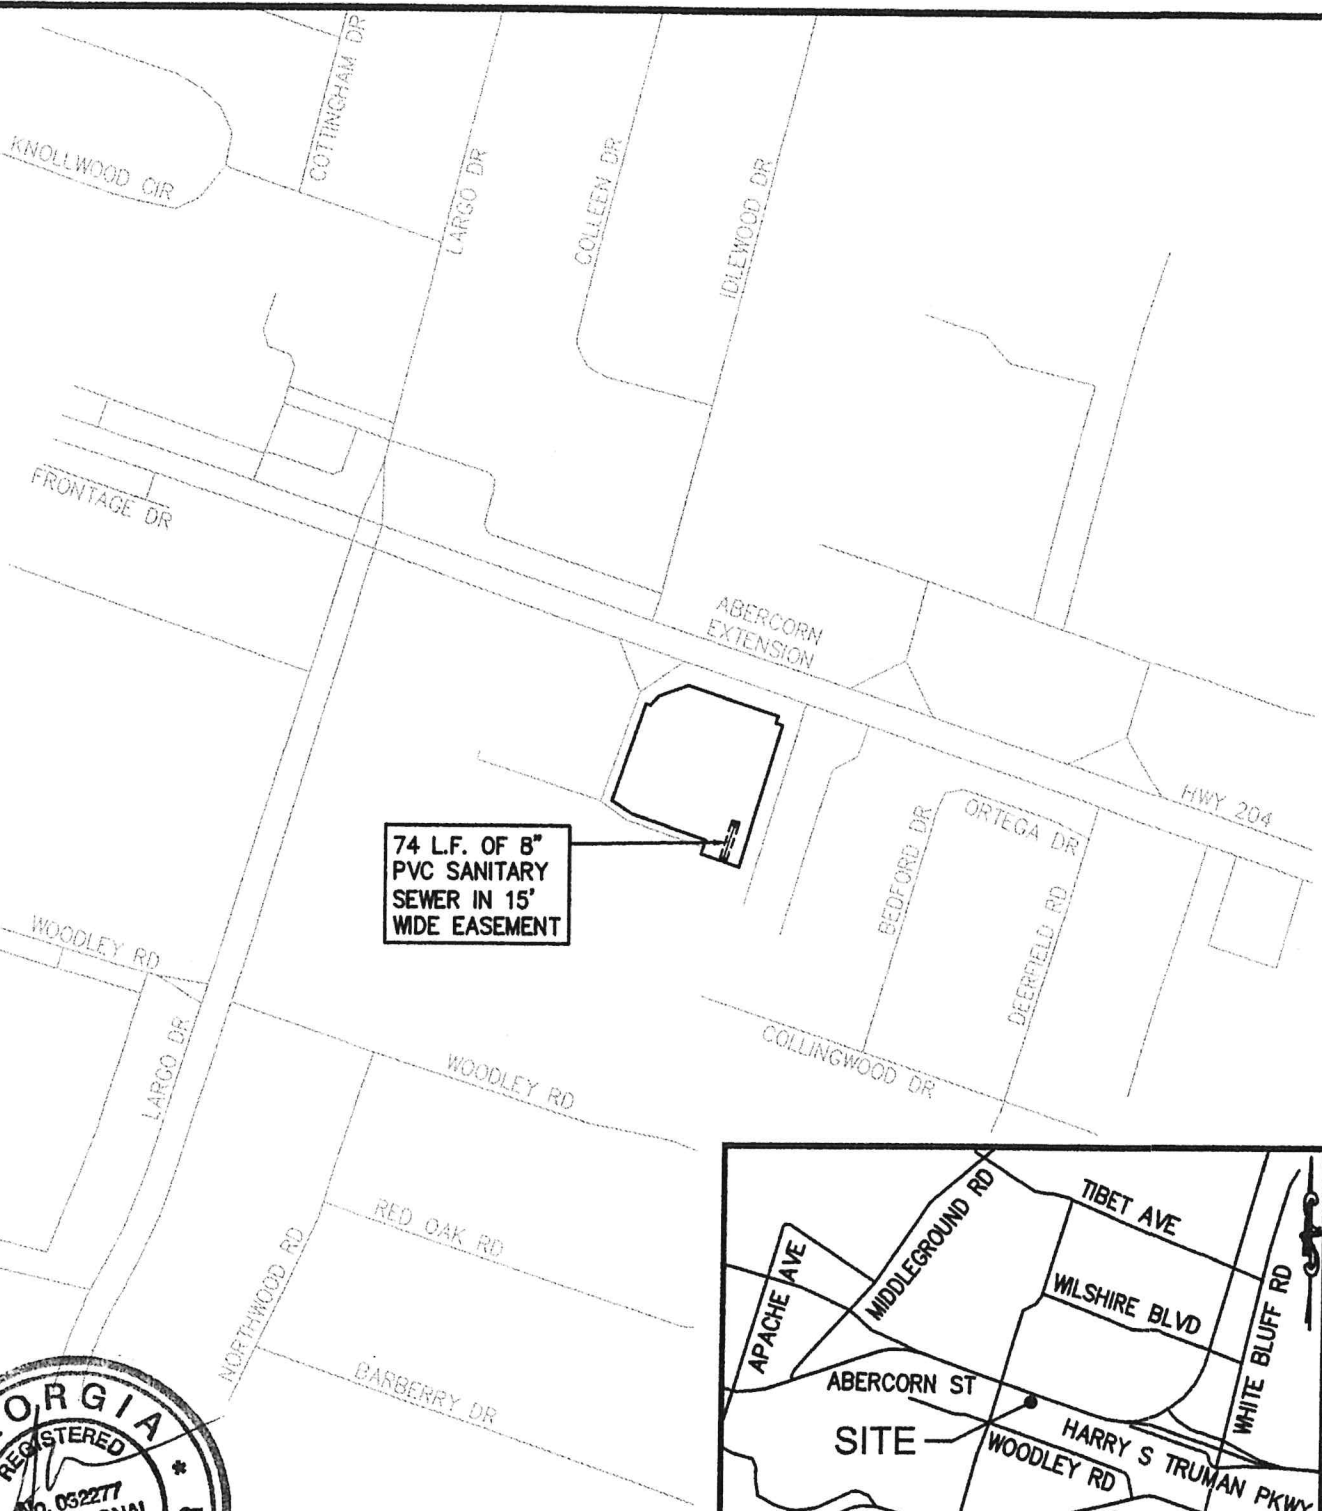 COTTINGHAM DR
KNOLLWOOD CIR
LARGO DR
COLLEEN DR
IDLEWOOD DR
FRONTAGE DR
ABERCORN
EXTENSION
HWY 204
ORTEGA DR
BEDFORD DR
DEERFIELD RD
74 L.F. OF 8"
PVC SANITARY
SEWER IN 15'
WIDE EASEMENT
WOODLEY RD
LARGO DR
WOODLEY RD
COLLINGWOOD DR
RED OAK RD
NORTHWOOD RD
BARBERRY DR
TIBET AVE
MIDDLEGROUND RD
APACHE AVE
WILSHIRE BLVD
WHITE BLUFF RD
ABERCORN ST
SITE
HARRY S TRUMAN PKWY
WOODLEY RD
ORGIA *
REGISTERED
No. 032277